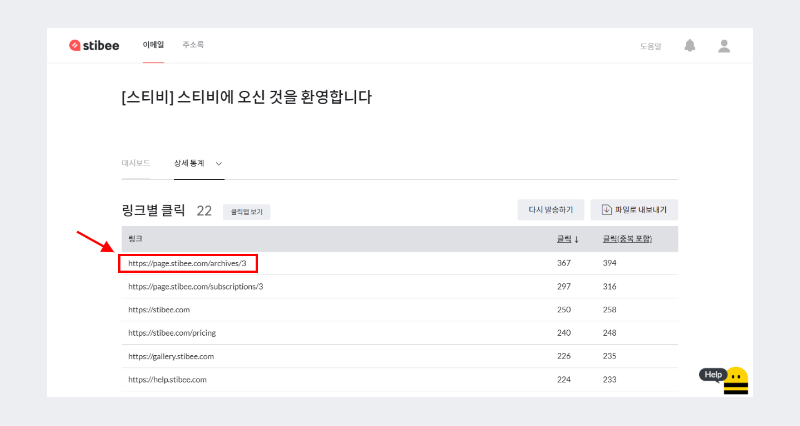 stibee 이메일 주소록 도움말
[스티비] 스티비에 오신 것을 환영합니다
대시보드 상세 통계
링크별 클릭 22 클릭맵 보기 다시 발송하기 파일로 내보내기
링크 클릭 ↓ 클릭(중복 포함)
https://page.stibee.com/archives/3 367 394
https://page.stibee.com/subscriptions/3 297 316
https://stibee.com 250 258
https://stibee.com/pricing 240 248
https://gallery.stibee.com 226 235
https://help.stibee.com 224 233
Help